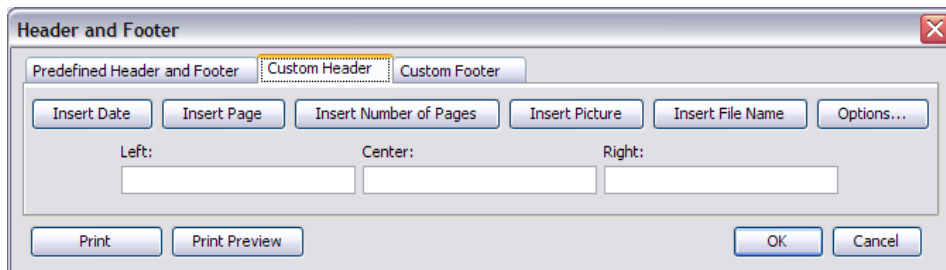 Header and Footer
Predefined Header and Footer Custom Header Custom Footer
Insert Date Insert Page Insert Number of Pages Insert Picture Insert File Name Options...
Left: Center: Right:
Print Print Preview OK Cancel